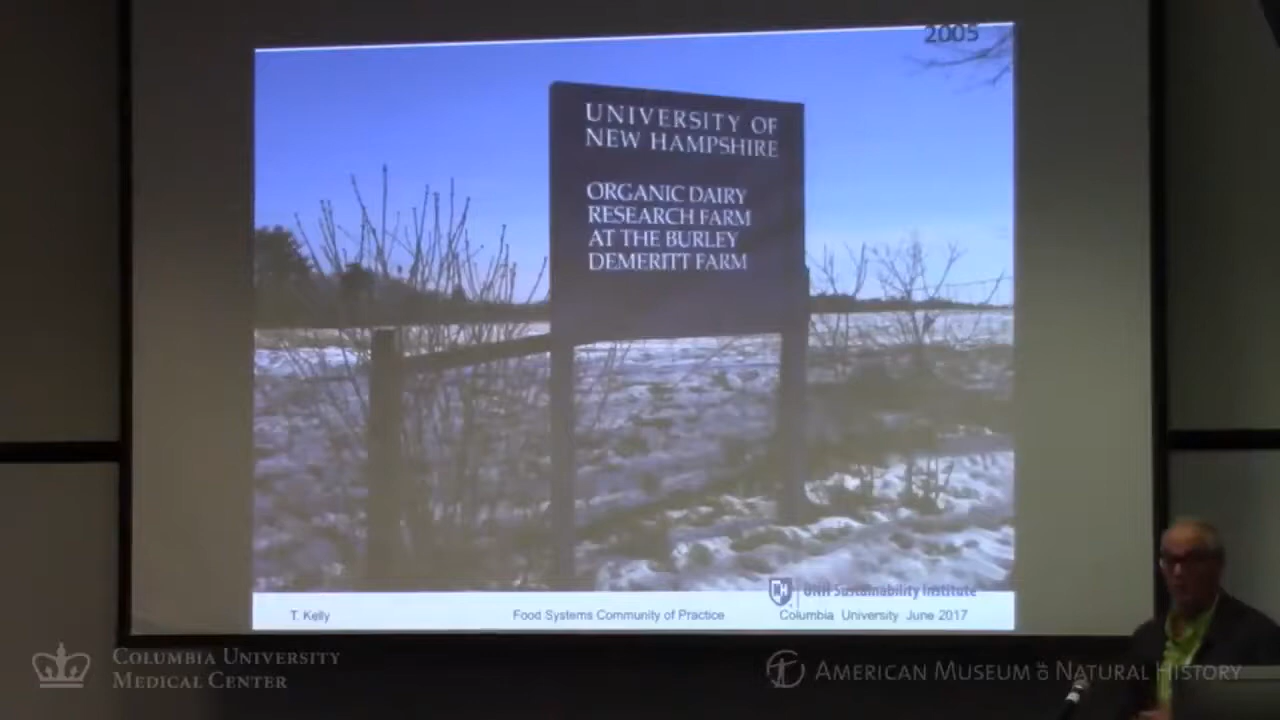 2005
UNIVERSITY OF
NEW HAMPSHIRE
ORGANIC DAIRY
RESEARCH FARM
AT THE BURLEY
DEMERITT FARM
UNH Sustainability Institute
T. Kelly
Food Systems Community of Practice
Columbia University June 2017
COLUMBIA UNIVERSITY
MEDICAL CENTER
AMERICAN MUSEUM OF NATURAL HISTORY